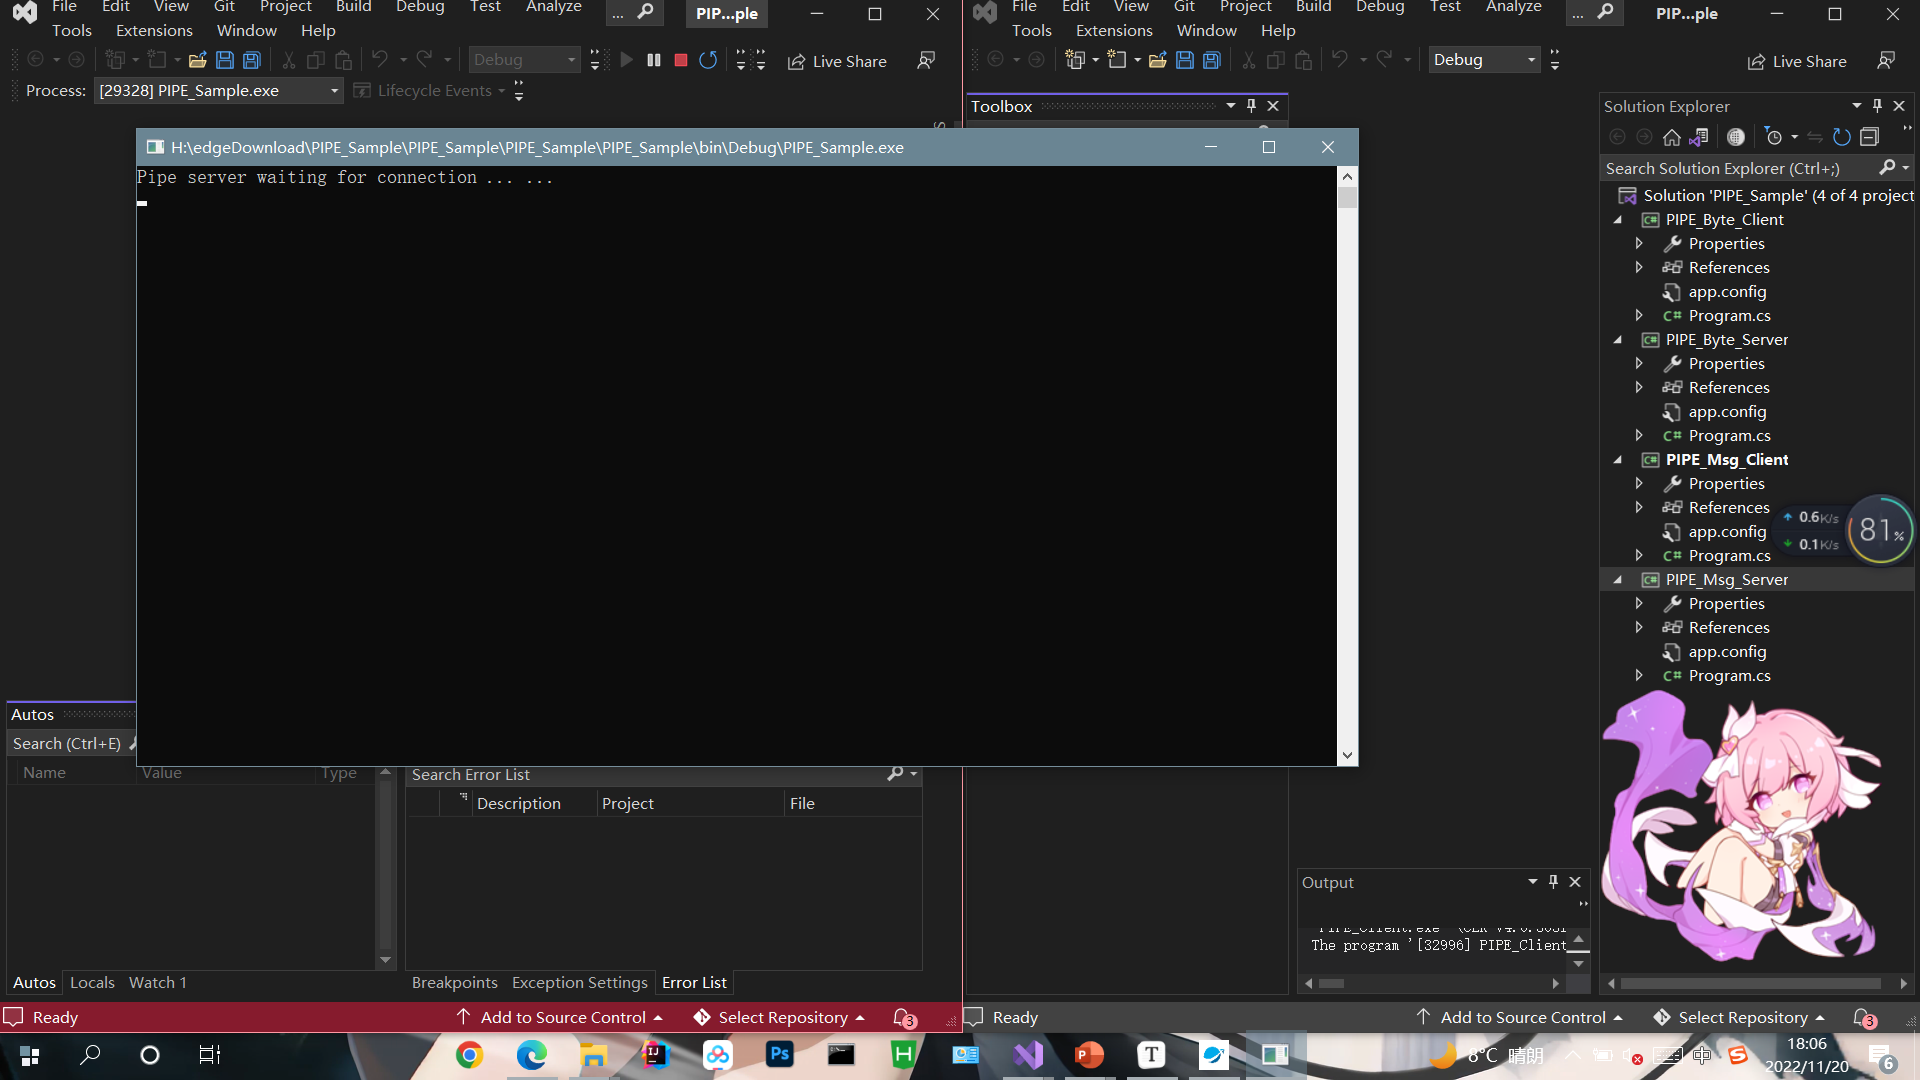 File Edit View Git Project Build Debug Test Analyze ... PIP...ple
Tools Extensions Window Help
Debug Live Share
Process: [29328] PIPE_Sample.exe Lifecycle Events
H:\edgeDownload\PIPE_Sample\PIPE_Sample\PIPE_Sample\PIPE_Sample\bin\Debug\PIPE_Sample.exe
Pipe server waiting for connection ... ...
Autos
Search (Ctrl+E)
Name Value Type
Search Error List
Description Project File
Autos Locals Watch 1
Breakpoints Exception Settings Error List
Ready Add to Source Control Select Repository 3
File Edit View Git Project Build Debug Test Analyze ... PIP...ple
Tools Extensions Window Help
Debug Live Share
Toolbox
Solution Explorer
Search Solution Explorer (Ctrl+;)
Solution 'PIPE_Sample' (4 of 4 project
C# PIPE_Byte_Client
Properties
References
app.config
C# Program.cs
C# PIPE_Byte_Server
Properties
References
app.config
C# Program.cs
C# PIPE_Msg_Client
Properties
References
app.config
C# Program.cs
C# PIPE_Msg_Server
Properties
References
app.config
C# Program.cs
0.6K/s
0.1K/s
81%
Output
The program '[32996] PIPE_Client
Ready Add to Source Control Select Repository 3
IJ Ps H P T 8°C 晴朗 中 S
18:06
2022/11/20
6